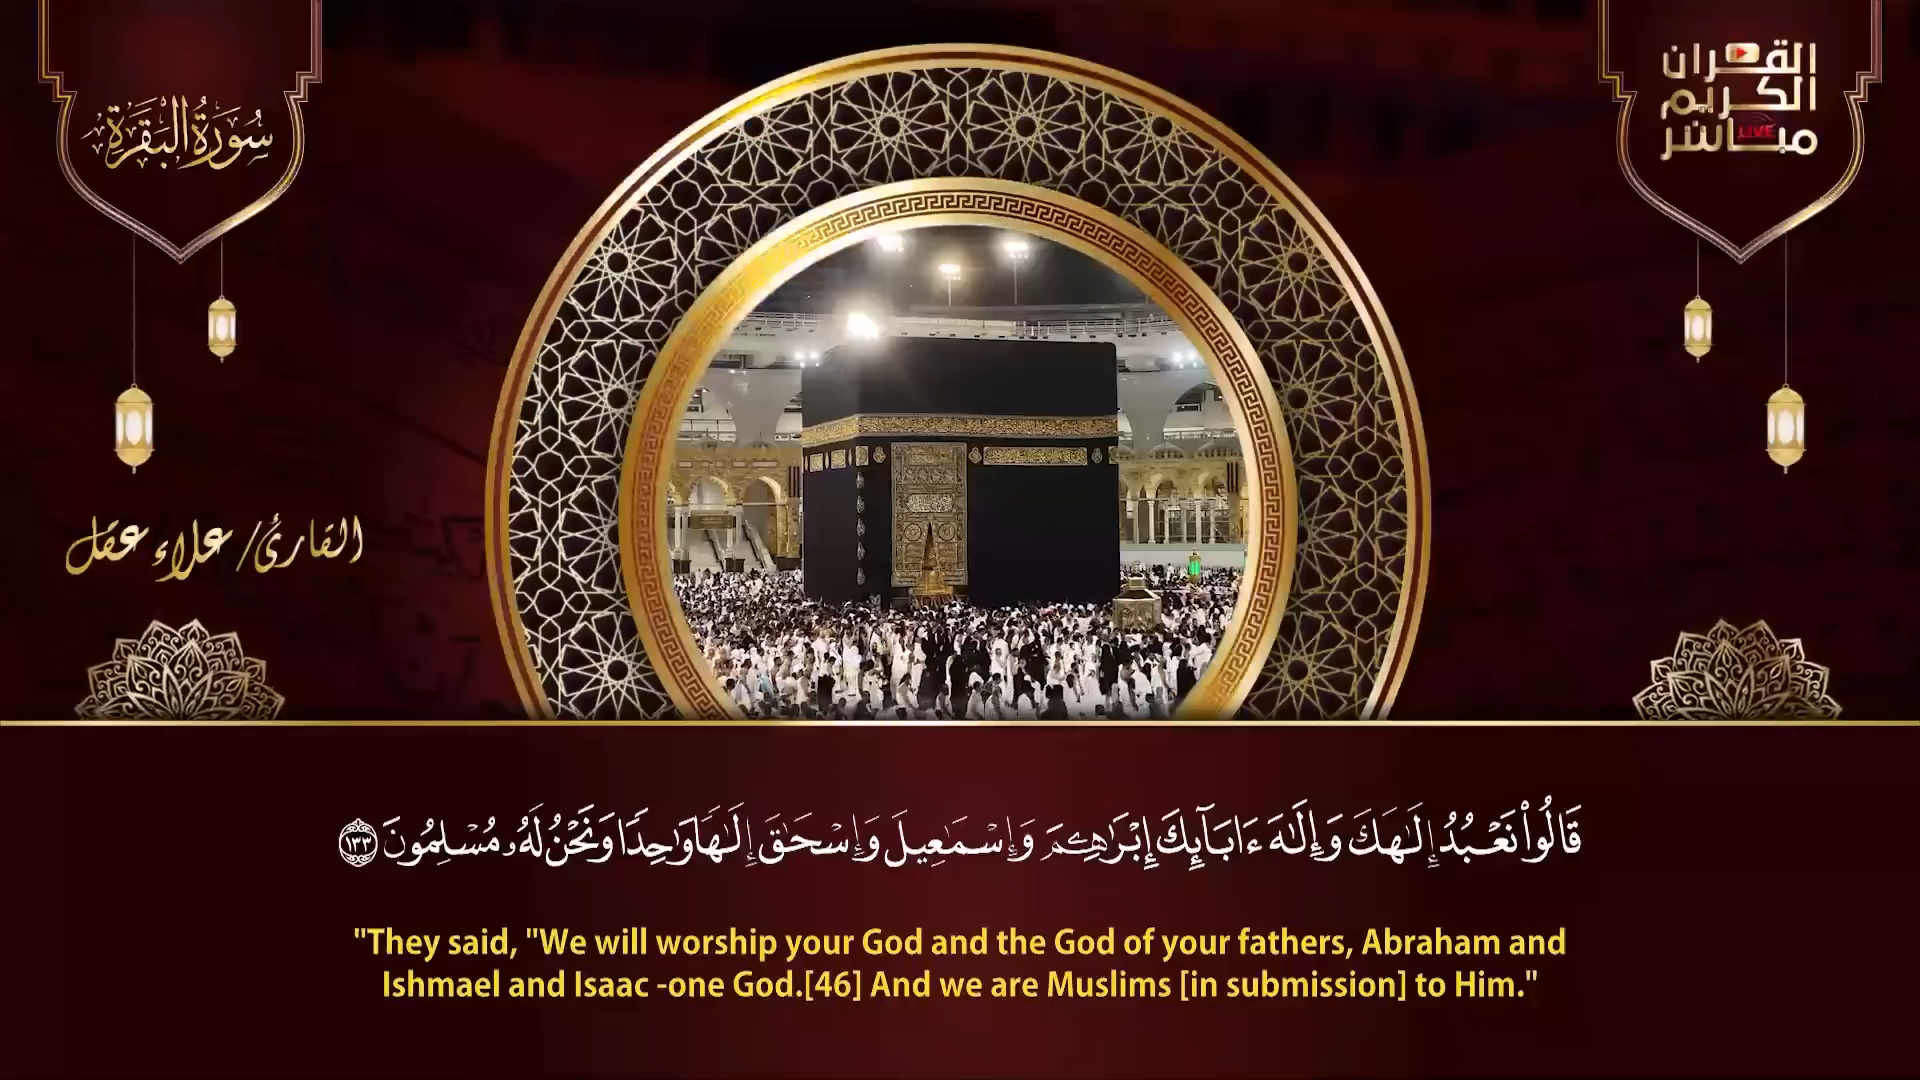 سُورَةُ البَقَرَةِ
القرآن
الكريم
مباشر
LIVE
القارئ/ علاء عقل
قَالُوا۟ نَعْبُدُ إِلَٰهَكَ وَإِلَٰهَ ءَابَآئِكَ إِبْرَٰهِۦمَ وَإِسْمَٰعِيلَ وَإِسْحَٰقَ إِلَٰهًا وَٰحِدًا وَنَحْنُ لَهُۥ مُسْلِمُونَ ١٣٣
"They said, "We will worship your God and the God of your fathers, Abraham and
Ishmael and Isaac -one God.[46] And we are Muslims [in submission] to Him."